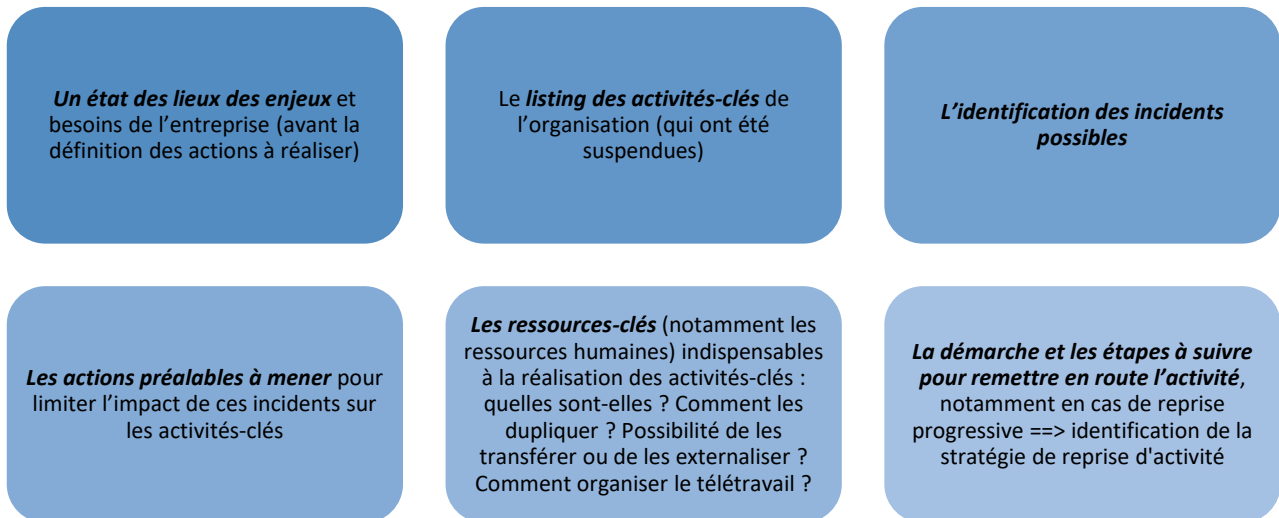 Un état des lieux des enjeux et
besoins de l’entreprise (avant la
définition des actions à réaliser)
Le listing des activités-clés de
l’organisation (qui ont été
suspendues)
L’identification des incidents
possibles
Les actions préalables à mener pour
limiter l’impact de ces incidents sur
les activités-clés
Les ressources-clés (notamment les
ressources humaines) indispensables
à la réalisation des activités-clés :
quelles sont-elles ? Comment les
dupliquer ? Possibilité de les
transférer ou de les externaliser ?
Comment organiser le télétravail ?
La démarche et les étapes à suivre
pour remettre en route l’activité,
notamment en cas de reprise
progressive ==> identification de la
stratégie de reprise d'activité